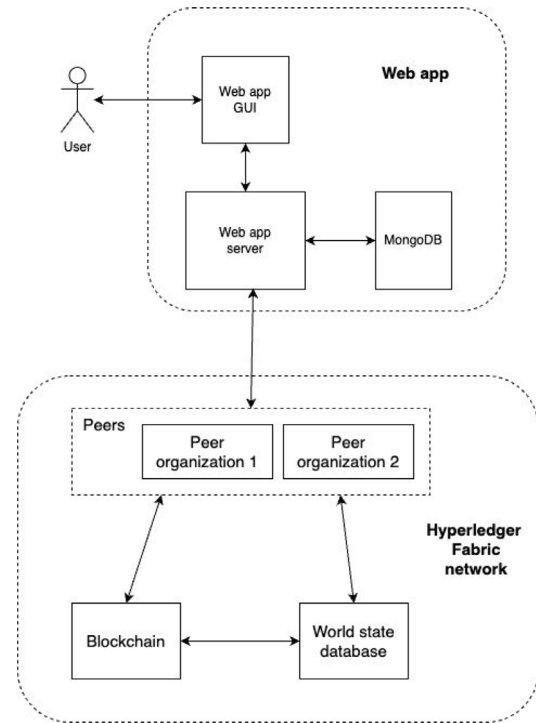 Web app
Web app
GUI
User
Web app
server
MongoDB
Peers
Peer
organization 1
Peer
organization 2
Hyperledger
Fabric
network
Blockchain
World state
database